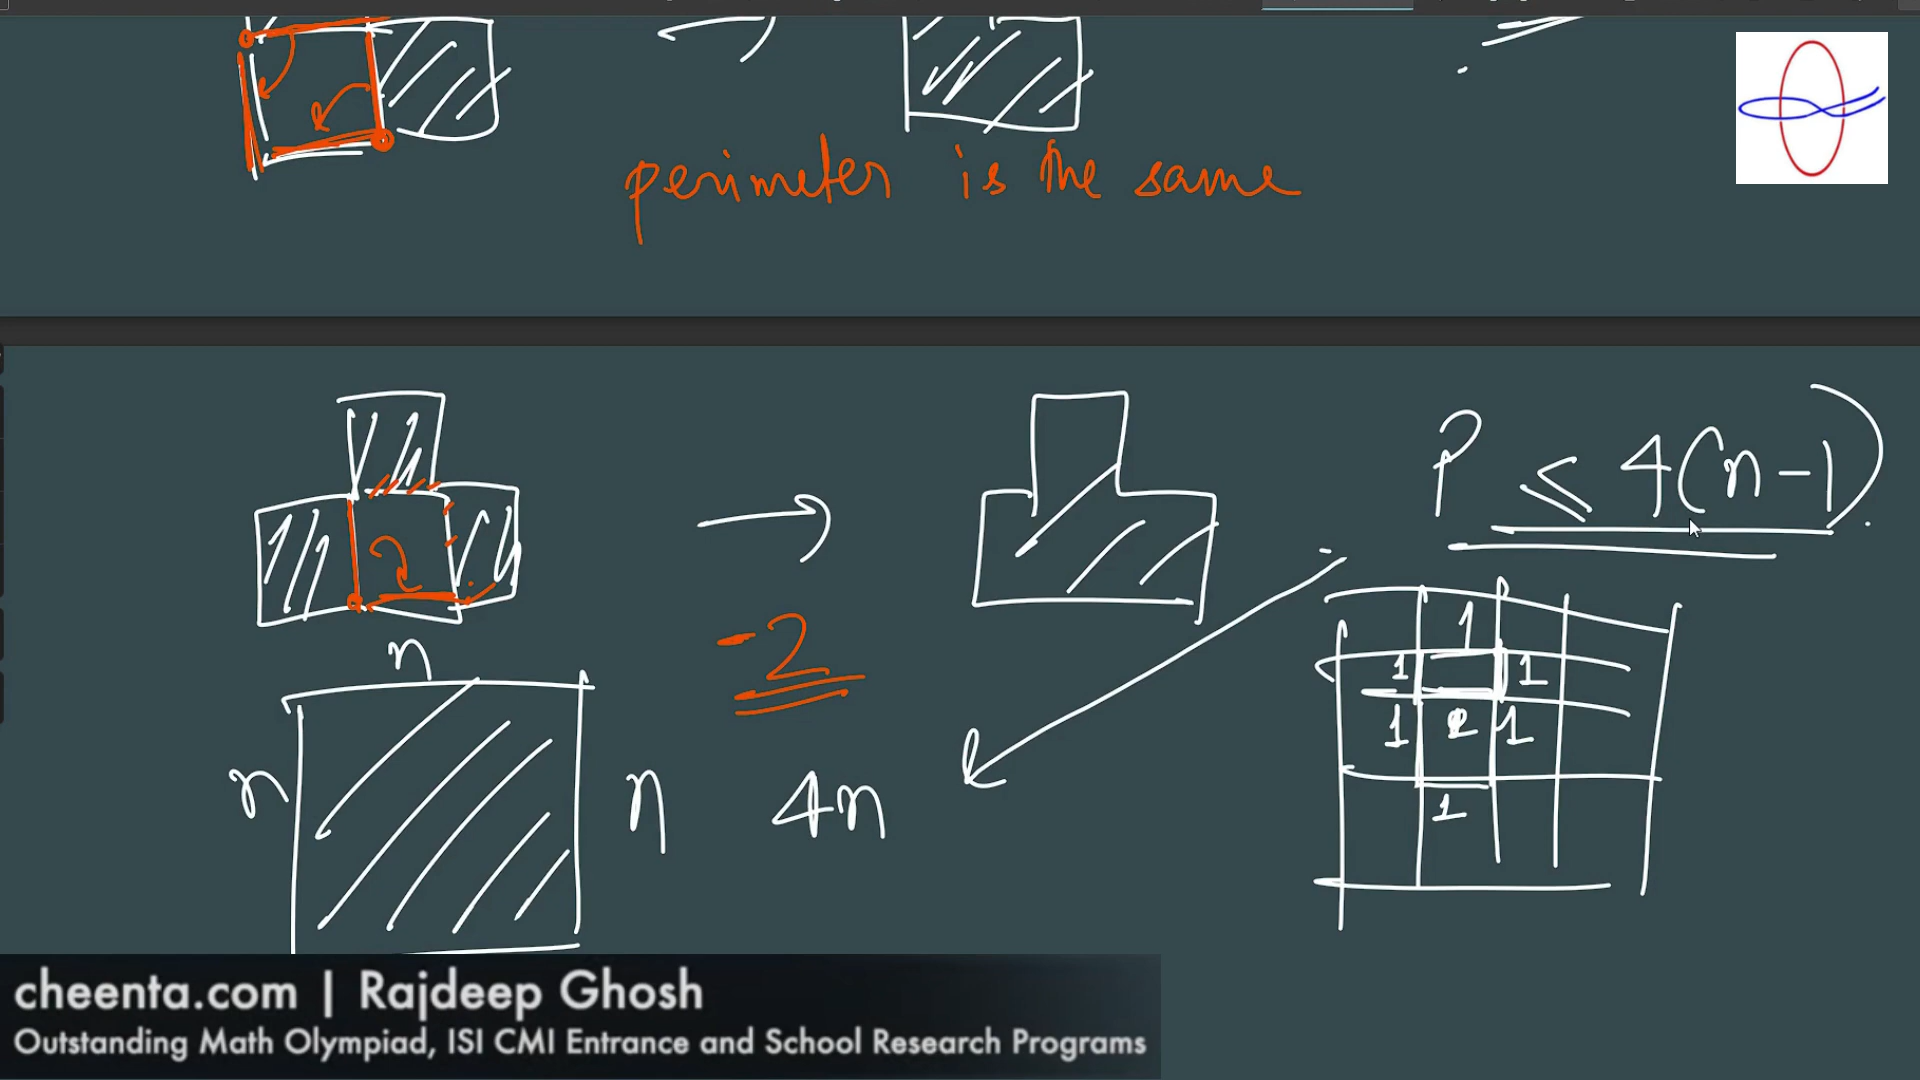 perimeter is the same
P ≤ 4(n-1)
n
-2
n
n
4n
1
1
1
1
1
1
cheenta.com | Rajdeep Ghosh
Outstanding Math Olympiad, ISI CMI Entrance and School Research Programs